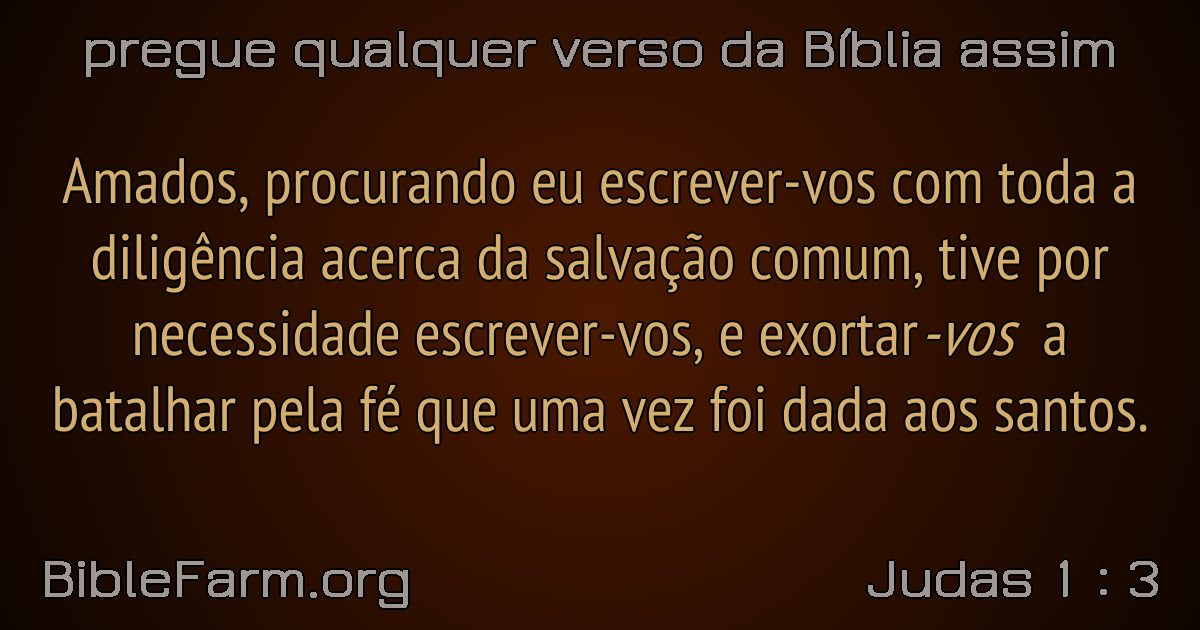 pregue qualquer verso da Bíblia assim
Amados, procurando eu escrever-vos com toda a
diligência acerca da salvação comum, tive por
necessidade escrever-vos, e exortar-vos a
batalhar pela fé que uma vez foi dada aos santos.
BibleFarm.org
Judas 1 : 3